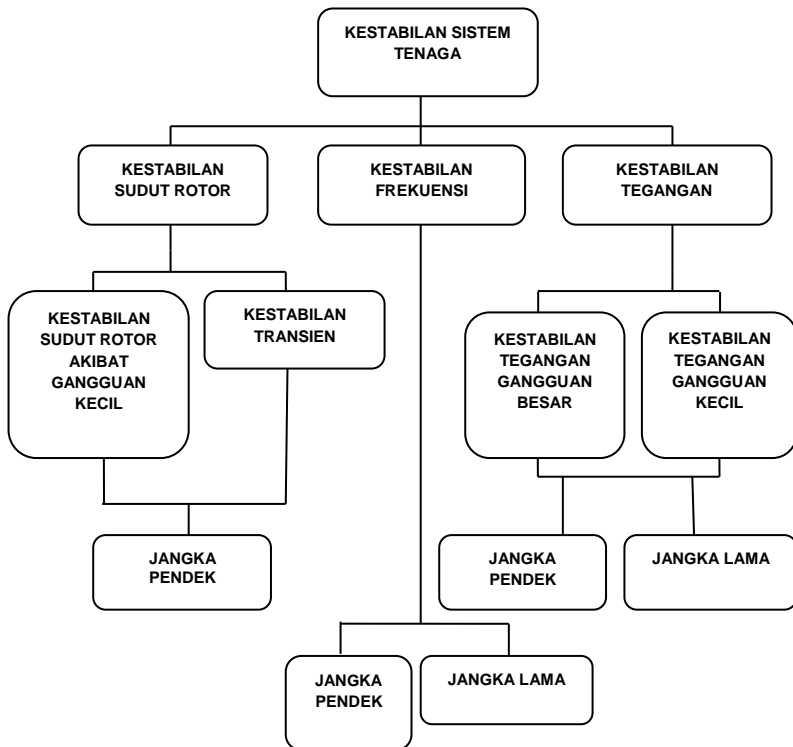 KESTABILAN SISTEM
TENAGA
KESTABILAN
SUDUT ROTOR
KESTABILAN
FREKUENSI
KESTABILAN
TEGANGAN
KESTABILAN
SUDUT ROTOR
AKIBAT
GANGGUAN
KECIL
KESTABILAN
TRANSIEN
KESTABILAN
TEGANGAN
GANGGUAN
BESAR
KESTABILAN
TEGANGAN
GANGGUAN
KECIL
JANGKA
PENDEK
JANGKA
PENDEK
JANGKA LAMA
JANGKA
PENDEK
JANGKA LAMA